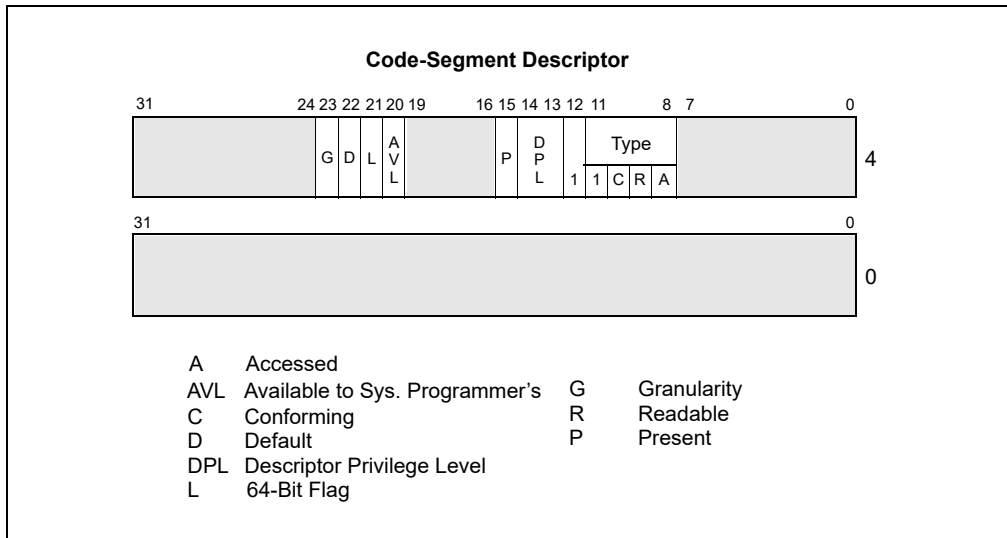 Code-Segment Descriptor
31 24 23 22 21 20 19 16 15 14 13 12 11 8 7 0
G D L AVL P DPL 1 Type 4
1 C R A
31 0
0
A Accessed
AVL Available to Sys. Programmer's G Granularity
C Conforming R Readable
D Default P Present
DPL Descriptor Privilege Level
L 64-Bit Flag